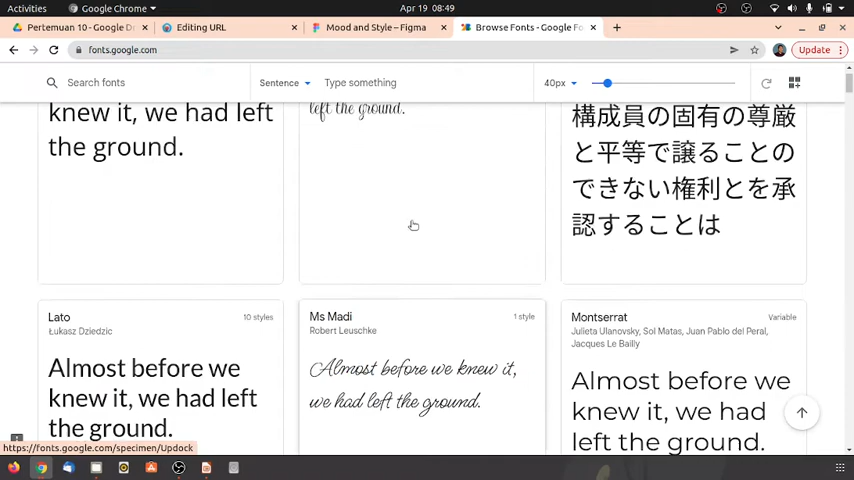 Activities
Google Chrome
Apr 19 08:49
Pertemuan 10 - Google D
Editing URL
Mood and Style – Figma
Browse Fonts - Google Fo
fonts.google.com
Update
Search fonts
Sentence
Type something
40px
knew it, we had left
the ground.
left the ground.
構成員の固有の尊厳
と平等で譲ることの
できない権利とを承
認することは
Lato
10 styles
Łukasz Dziedzic
Almost before we
knew it, we had left
the ground.
Ms Madi
1 style
Robert Leuschke
Almost before we knew it,
we had left the ground.
Montserrat
Variable
Julieta Ulanovsky, Sol Matas, Juan Pablo del Peral,
Jacques Le Bailly
Almost before we
knew it, we had
left the ground.
https://fonts.google.com/specimen/Updock